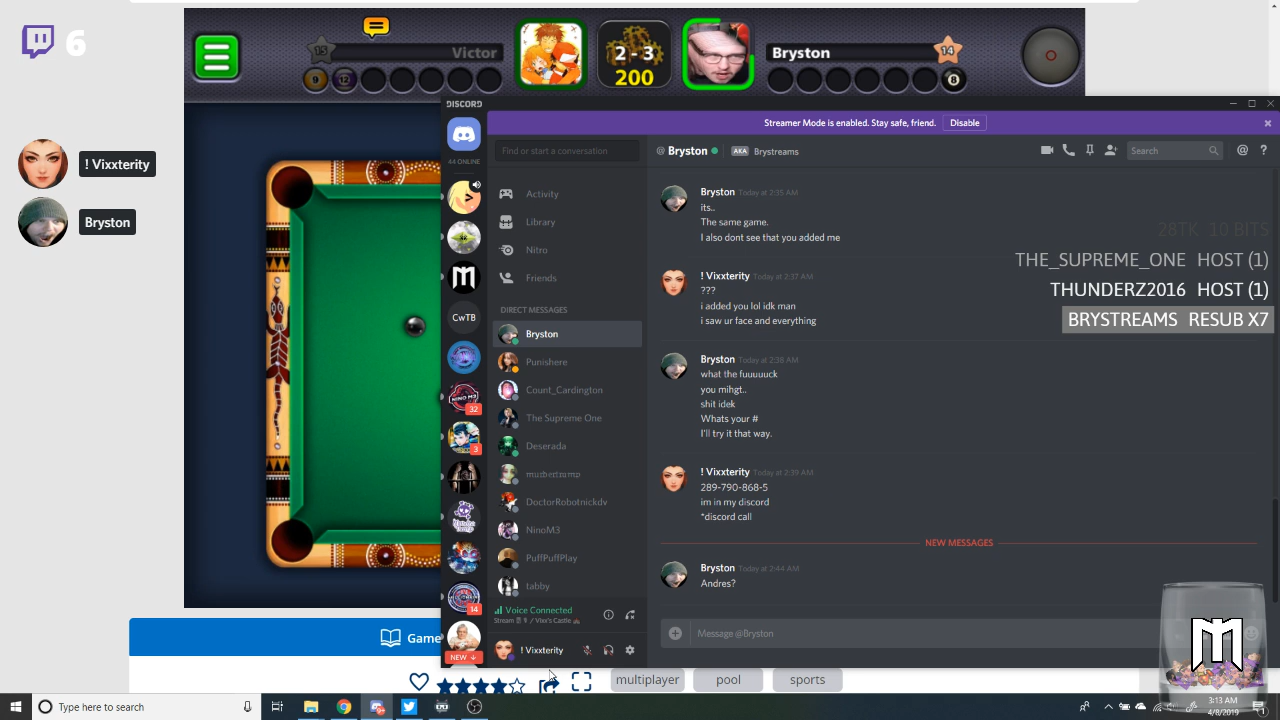 6
! Vixxterity
Bryston
15
Victor
2 - 3
200
Bryston
14
9
12
8
DISCORD
Streamer Mode is enabled. Stay safe, friend.
Disable
44 ONLINE
Find or start a conversation
@ Bryston
AKA
Brystreams
Search
Activity
Library
Nitro
Friends
DIRECT MESSAGES
Bryston
Punishere
Count_Cardington
The Supreme One
Deserada
DoctorRobotnickdv
NinoM3
PuffPuffPlay
tabby
CwTB
32
3
14
NEW
Voice Connected
! Vixxterity
Bryston Today at 2:35 AM
its..
The same game.
I also dont see that you added me
! Vixxterity Today at 2:37 AM
???
i added you lol idk man
i saw ur face and everything
Bryston Today at 2:38 AM
what the fuuuuuck
you mihgt..
shit idek
Whats your #
I'll try it that way.
! Vixxterity Today at 2:39 AM
289-790-868-5
im in my discord
*discord call
NEW MESSAGES
Bryston Today at 2:44 AM
Andres?
Message @Bryston
28TK 10 BITS
THE_SUPREME_ONE HOST (1)
THUNDERZ2016 HOST (1)
BRYSTREAMS RESUB X7
Game
multiplayer
pool
sports
Type here to search
3:13 AM
4/8/2019